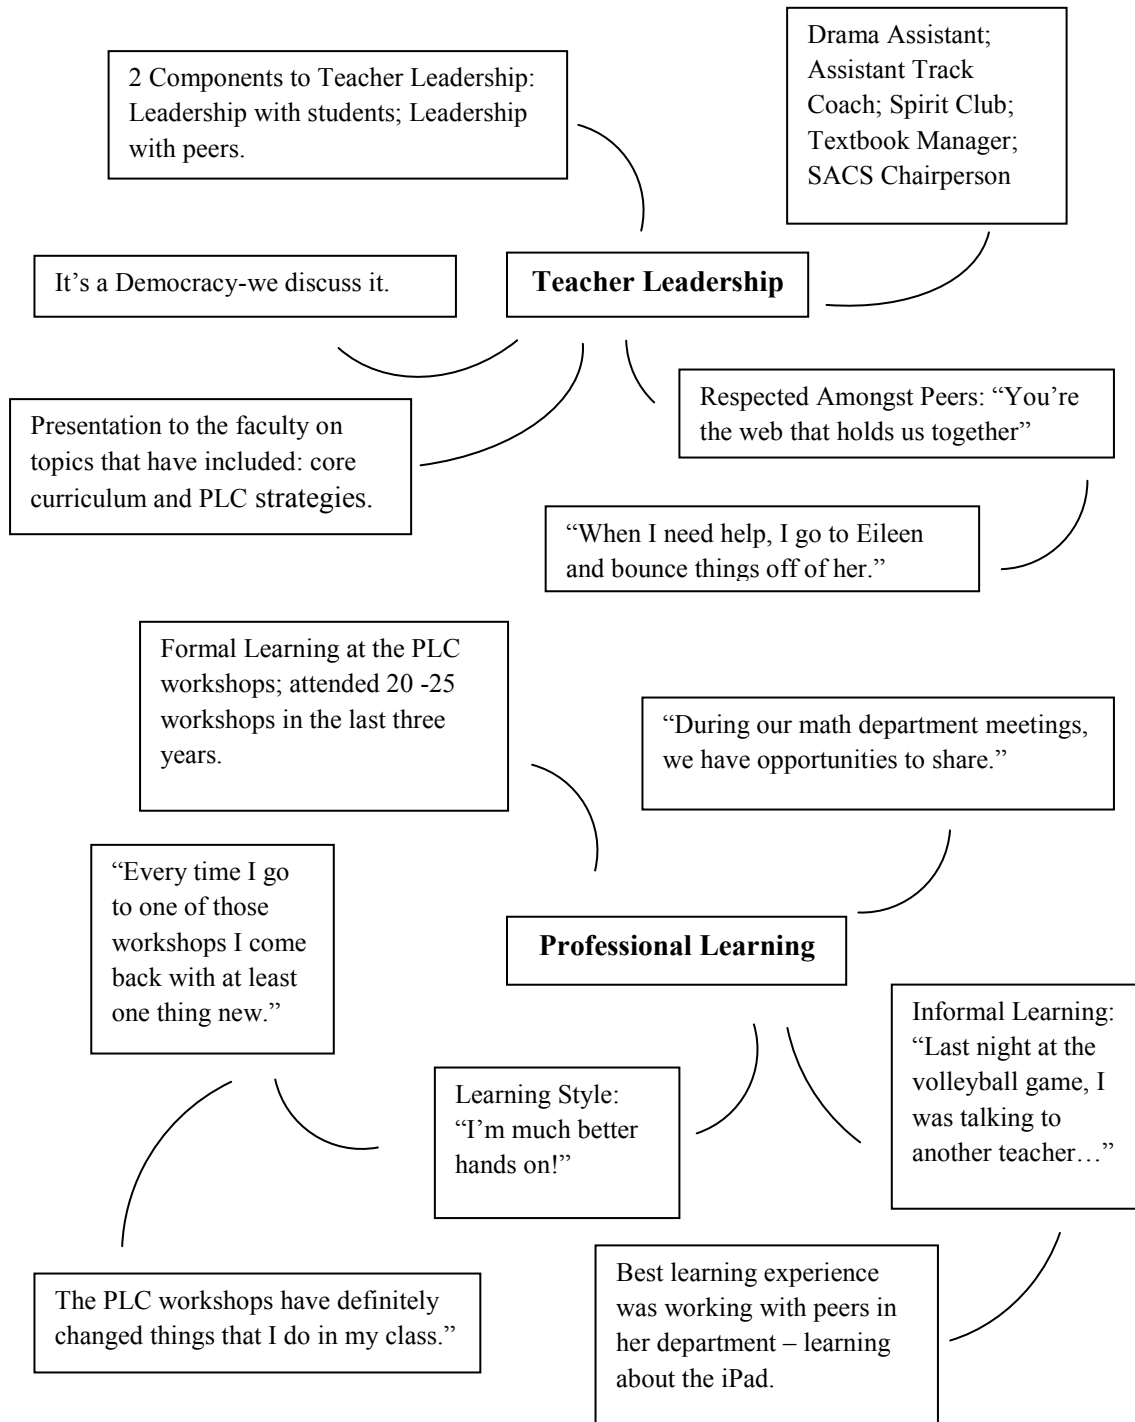 2 Components to Teacher Leadership:
Leadership with students; Leadership
with peers.
Drama Assistant;
Assistant Track
Coach; Spirit Club;
Textbook Manager;
SACS Chairperson
It’s a Democracy-we discuss it.
Teacher Leadership
Presentation to the faculty on
topics that have included: core
curriculum and PLC strategies.
Respected Amongst Peers: “You’re
the web that holds us together”
“When I need help, I go to Eileen
and bounce things off of her.”
Formal Learning at the PLC
workshops; attended 20 -25
workshops in the last three
years.
“During our math department meetings,
we have opportunities to share.”
“Every time I go
to one of those
workshops I come
back with at least
one thing new.”
Professional Learning
Informal Learning:
“Last night at the
volleyball game, I
was talking to
another teacher…”
Learning Style:
“I’m much better
hands on!”
The PLC workshops have definitely
changed things that I do in my class.”
Best learning experience
was working with peers in
her department – learning
about the iPad.